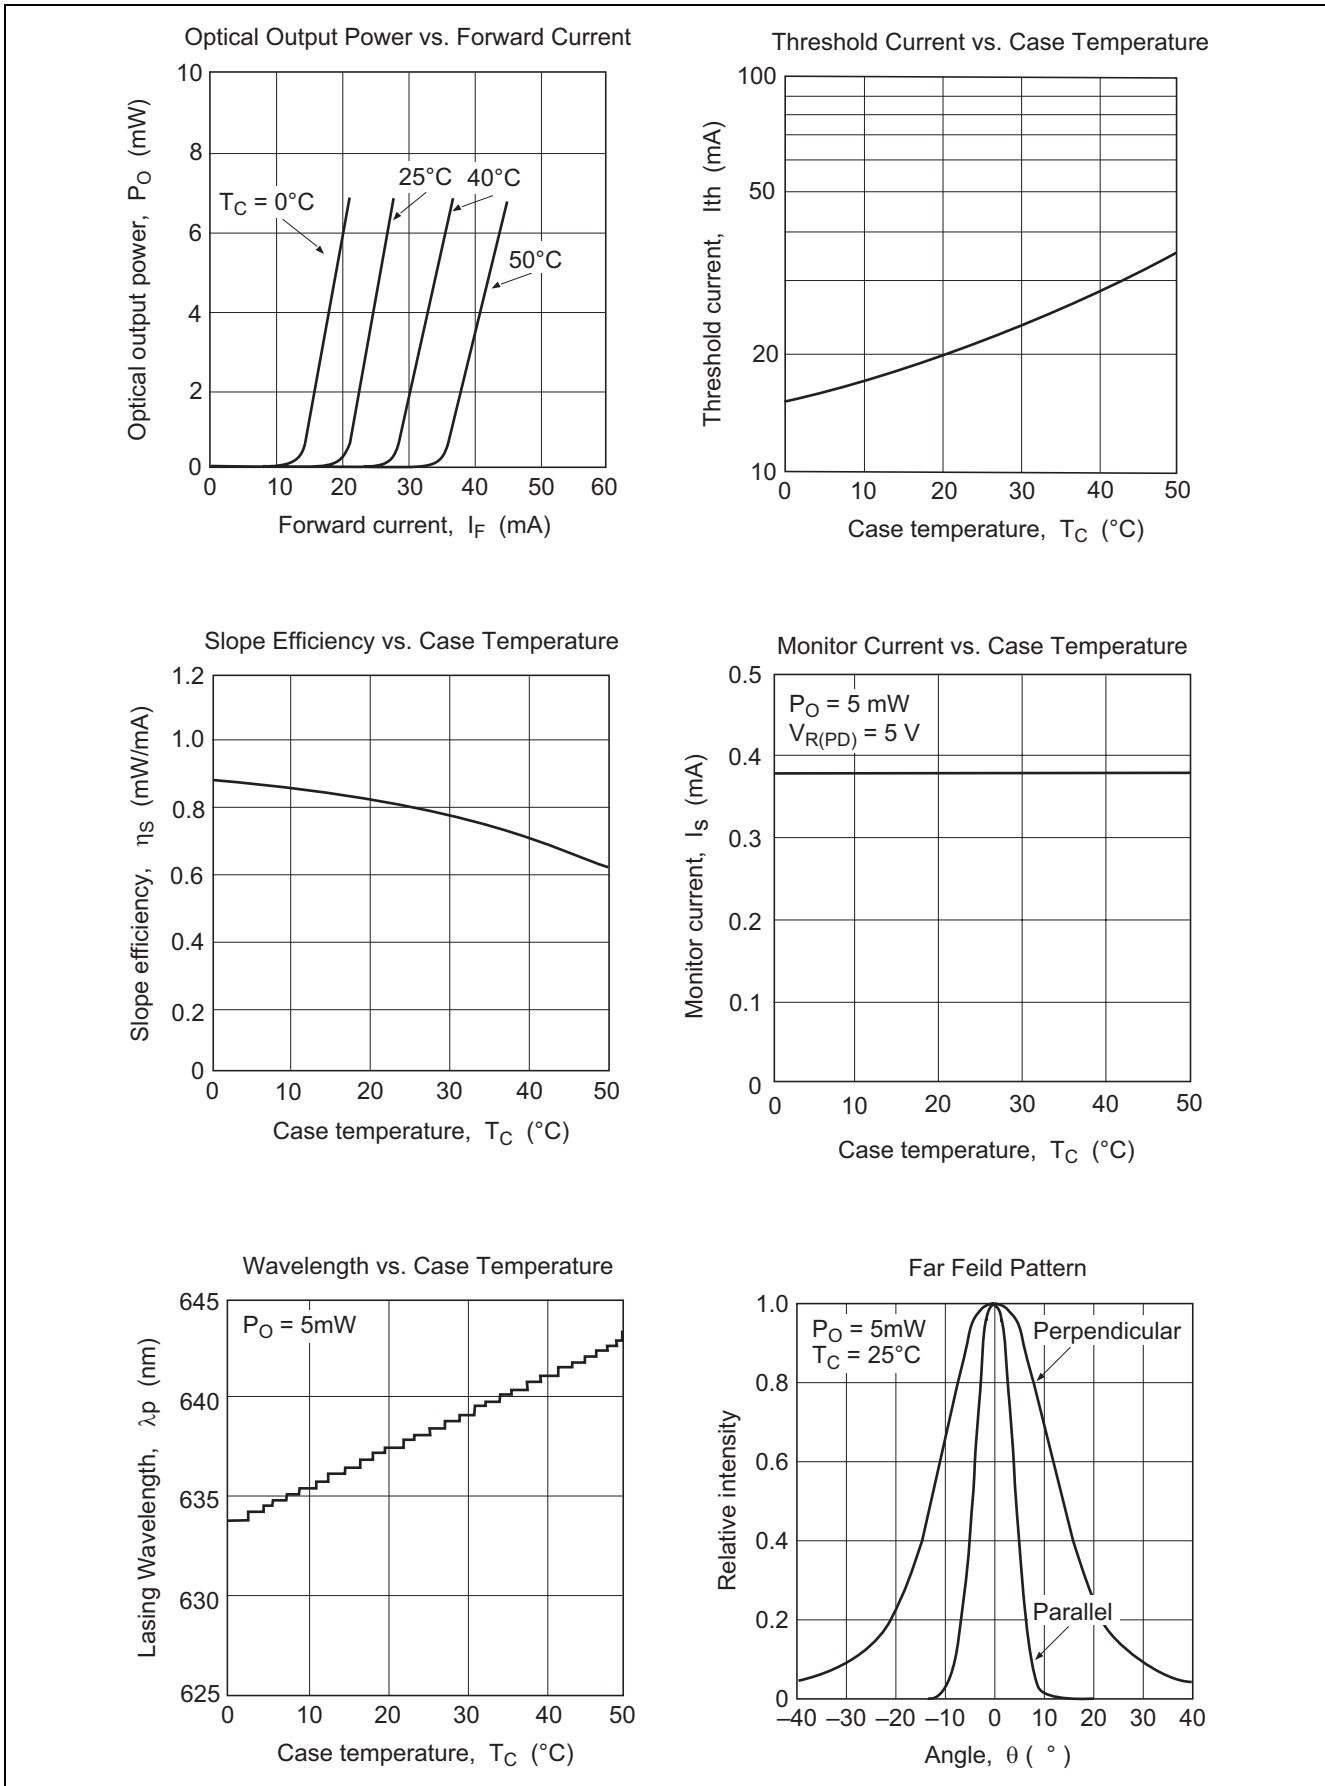 Optical Output Power vs. Forward Current
Optical output power, PO (mW)
10
8
6
4
2
0
TC = 0°C
25°C
40°C
50°C
0 10 20 30 40 50 60
Forward current, IF (mA)
Threshold Current vs. Case Temperature
Threshold current, Ith (mA)
100
50
20
10
0 10 20 30 40 50
Case temperature, TC (°C)
Slope Efficiency vs. Case Temperature
Slope efficiency, ηs (mW/mA)
1.2
1.0
0.8
0.6
0.4
0.2
0
0 10 20 30 40 50
Case temperature, TC (°C)
Monitor Current vs. Case Temperature
Monitor current, Is (mA)
0.5
0.4
0.3
0.2
0.1
0
PO = 5 mW
VR(PD) = 5 V
0 10 20 30 40 50
Case temperature, TC (°C)
Wavelength vs. Case Temperature
Lasing Wavelength, λp (nm)
645
640
635
630
625
PO = 5mW
0 10 20 30 40 50
Case temperature, TC (°C)
Far Feild Pattern
Relative intensity
1.0
0.8
0.6
0.4
0.2
0
PO = 5mW
TC = 25°C
Perpendicular
Parallel
–40 –30 –20 –10 0 10 20 30 40
Angle, θ ( ° )